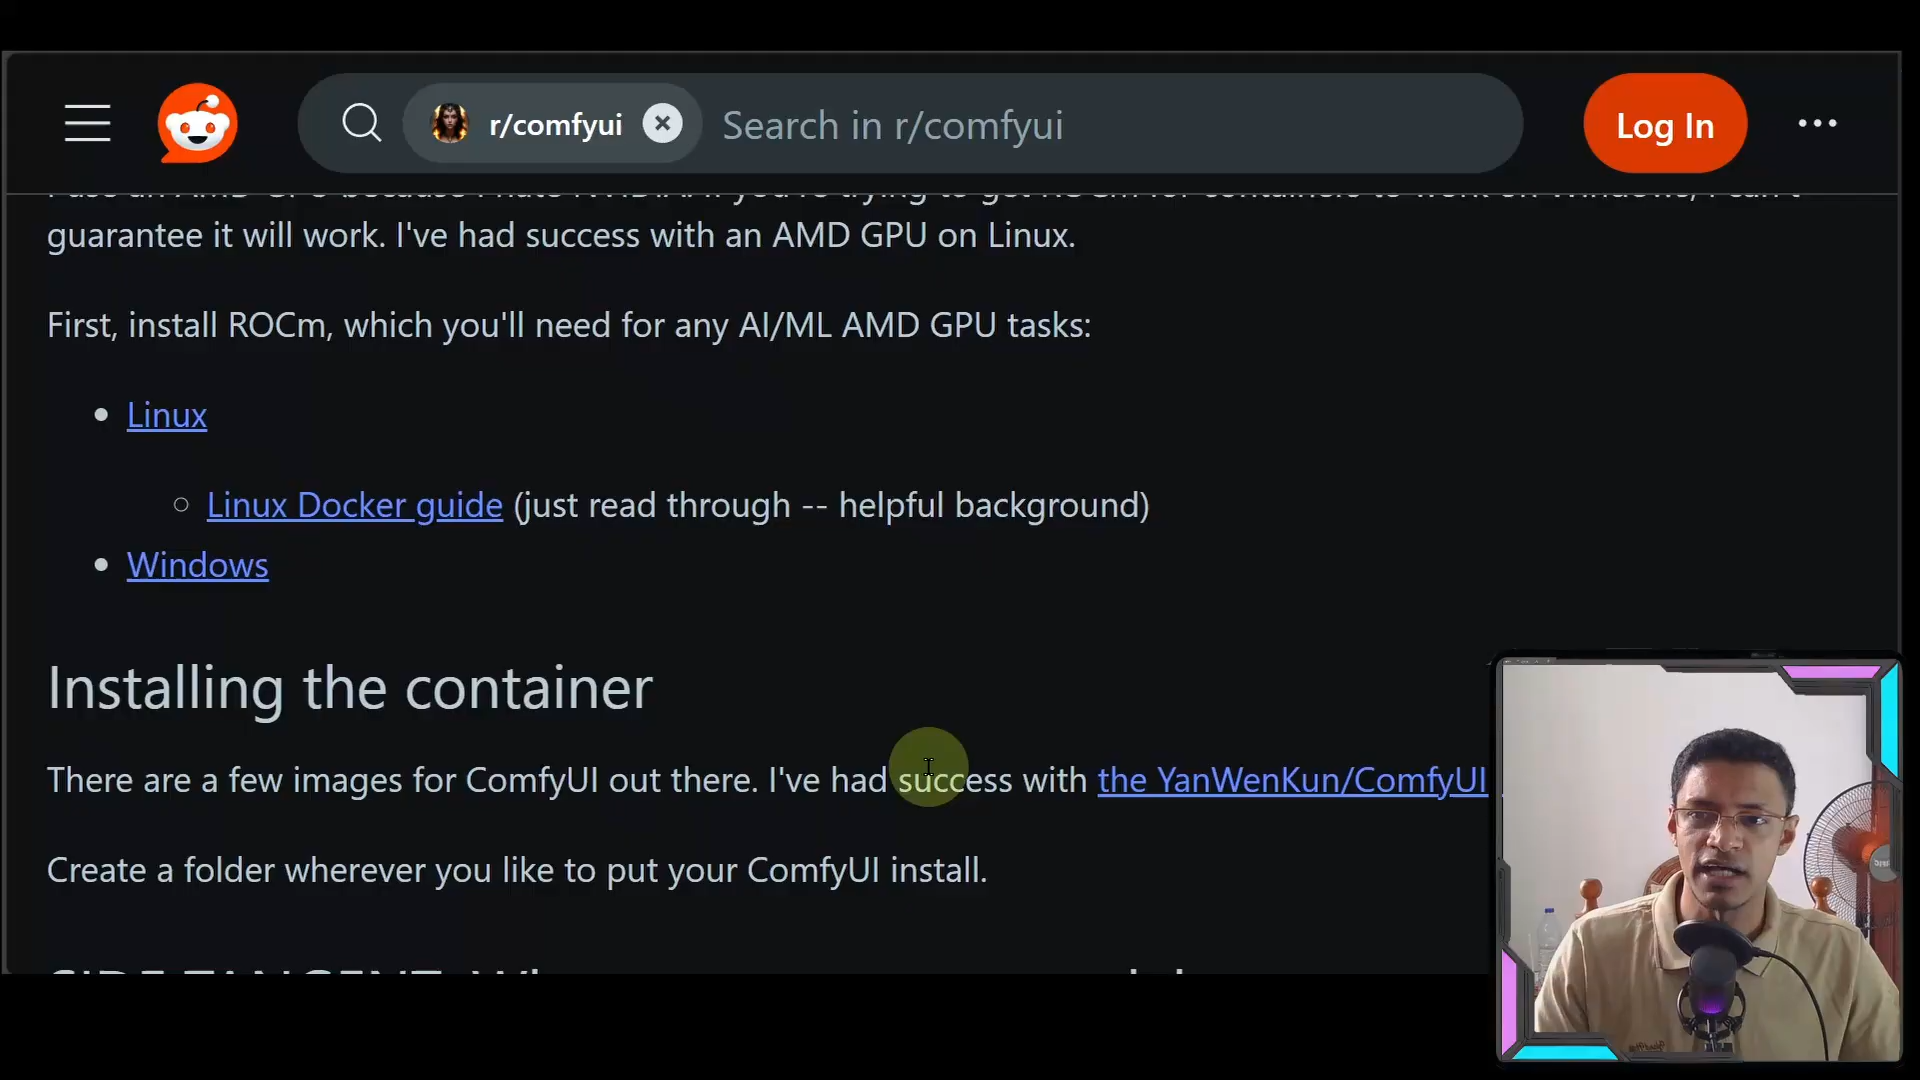 r/comfyui
Search in r/comfyui
Log In
guarantee it will work. I've had success with an AMD GPU on Linux.
First, install ROCm, which you'll need for any AI/ML AMD GPU tasks:
Linux
Linux Docker guide (just read through -- helpful background)
Windows
Installing the container
There are a few images for ComfyUI out there. I've had success with the YanWenKun/ComfyUI
Create a folder wherever you like to put your ComfyUI install.